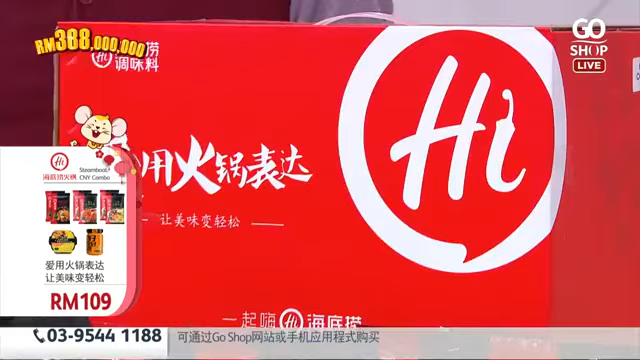 RM388,000,000
GO
SHOP
LIVE
捞
调味料
Hi
用火锅表达
让美味变轻松
一起嗨 Hi 海底捞
Hi
海底捞火锅
Steamboat
CNY Combo
爱用火锅表达
让美味变轻松
RM109
03-9544 1188
可通过Go Shop网站或手机应用程式购买